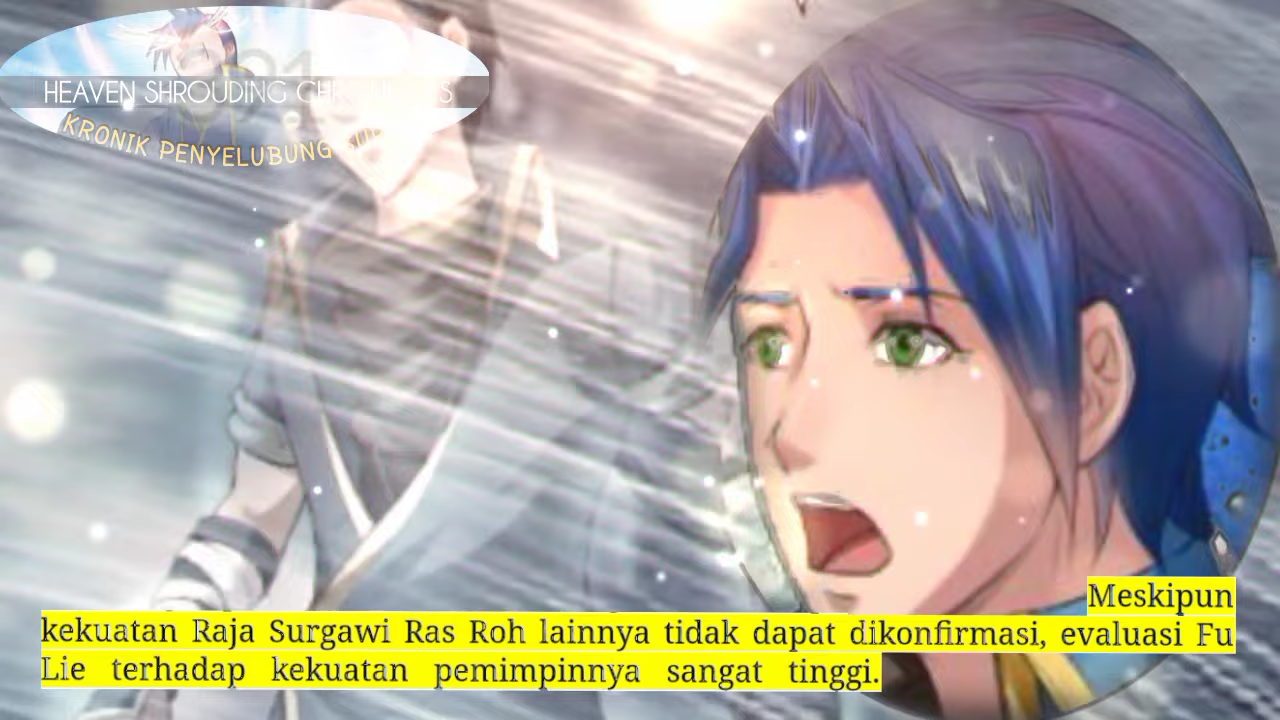 HEAVEN SHROUDING
KRONIK PENYELUBUNG
Meskipun
kekuatan Raja Surgawi Ras Roh lainnya tidak dapat dikonfirmasi, evaluasi Fu
Lie terhadap kekuatan pemimpinnya sangat tinggi.